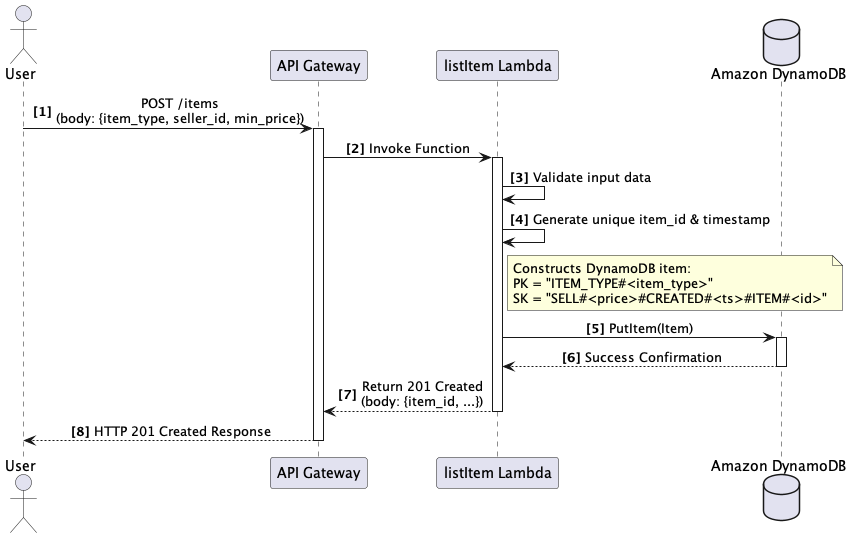 User
API Gateway
listItem Lambda
Amazon DynamoDB
[1] POST /items
(body: {item_type, seller_id, min_price})
[2] Invoke Function
[3] Validate input data
[4] Generate unique item_id & timestamp
Constructs DynamoDB item:
PK = "ITEM_TYPE#<item_type>"
SK = "SELL#<price>#CREATED#<ts>#ITEM#<id>"
[5] PutItem(Item)
[6] Success Confirmation
[7] Return 201 Created
(body: {item_id, ...})
[8] HTTP 201 Created Response
User
API Gateway
listItem Lambda
Amazon DynamoDB